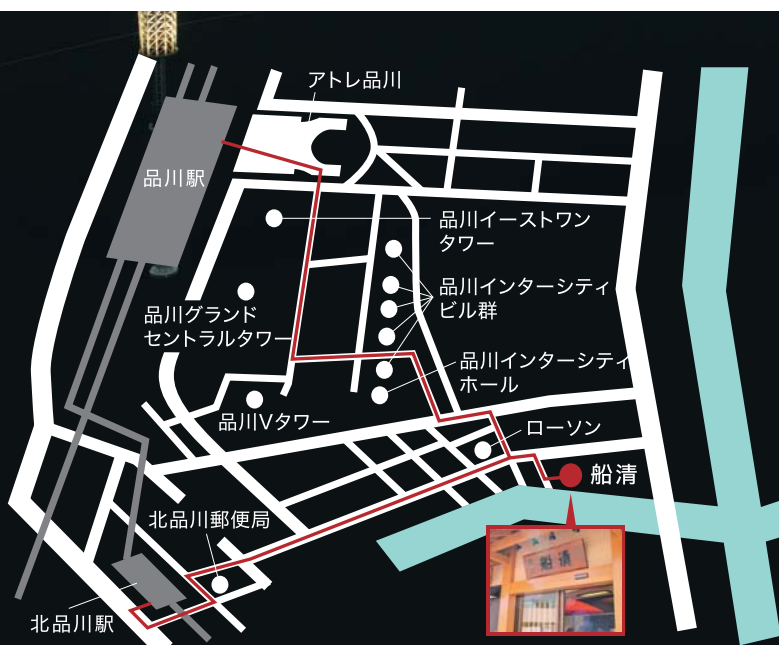 アトレ品川
品川駅
品川イーストワン
タワー
品川インターシティ
ビル群
品川グランド
セントラルタワー
品川インターシティ
ホール
品川Vタワー
ローソン
船清
北品川郵便局
船清
北品川駅